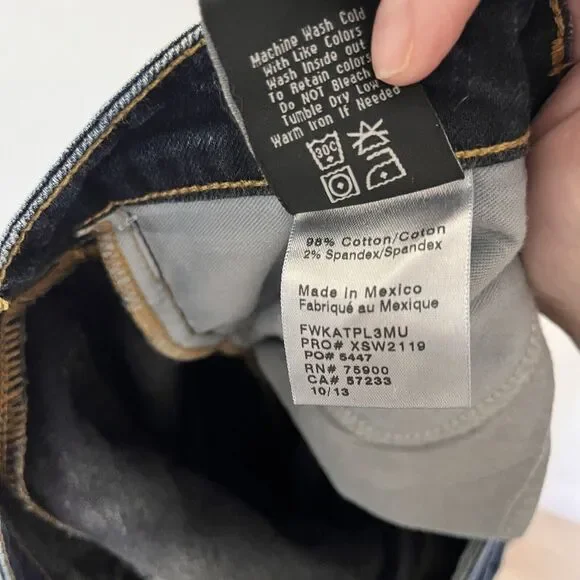 Machine Wash Cold
With Like Colors
Wash Inside out
To Retain colors
Do NOT Bleach
Tumble Dry Low
Warm Iron If Needed
30C
98% Cotton/Coton
2% Spandex/Spandex
Made in Mexico
Fabriqué au Mexique
FWKATPL3MU
PRO# XSW2119
PO# 5447
RN# 75900
CA# 57233
10/13